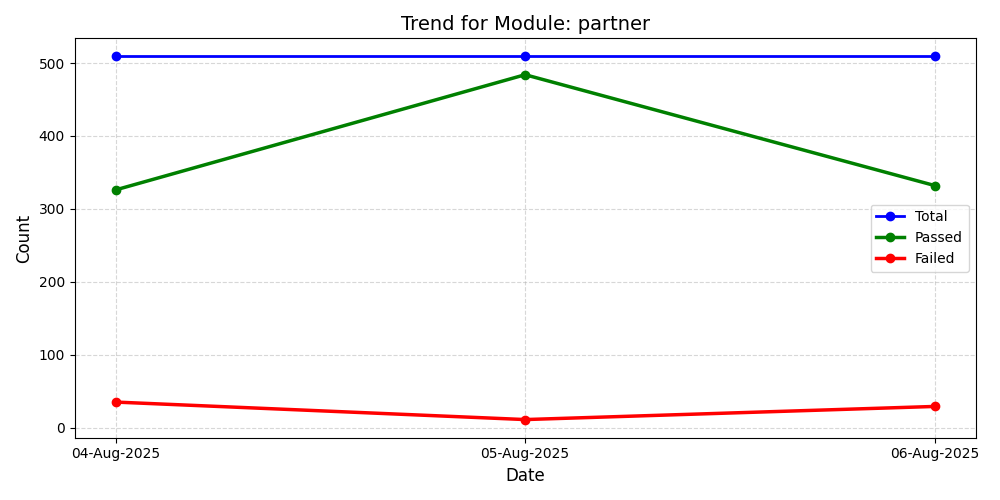 Trend for Module: partner
Count
500
400
300
200
100
0
Total
Passed
Failed
04-Aug-2025 05-Aug-2025 06-Aug-2025
Date